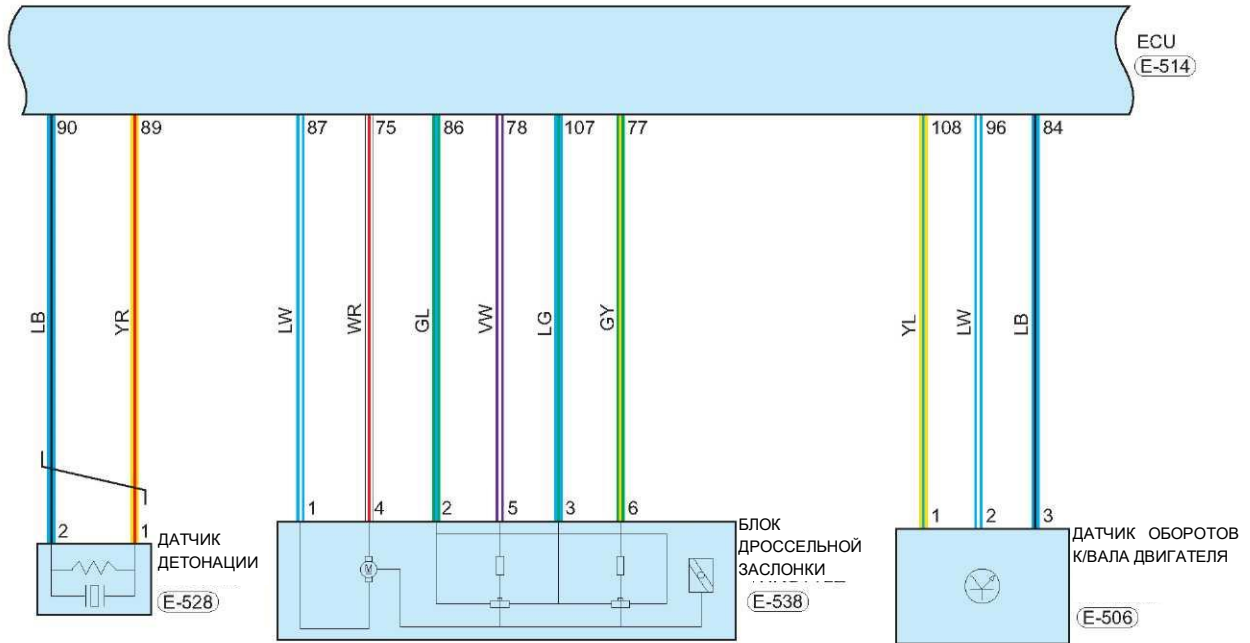 ECU
E-514
90
89
87
75
86
78
107
77
108
96
84
LB
YR
LW
WR
GL
VW
LG
GY
YL
LW
LB
2
1
1
4
2
5
3
6
1
2
3
ДАТЧИК
ДЕТОНАЦИИ
E-528
M
БЛОК
ДРОССЕЛЬНОЙ
ЗАСЛОНКИ
E-538
ДАТЧИК ОБОРОТОВ
К/ВАЛА ДВИГАТЕЛЯ
E-506